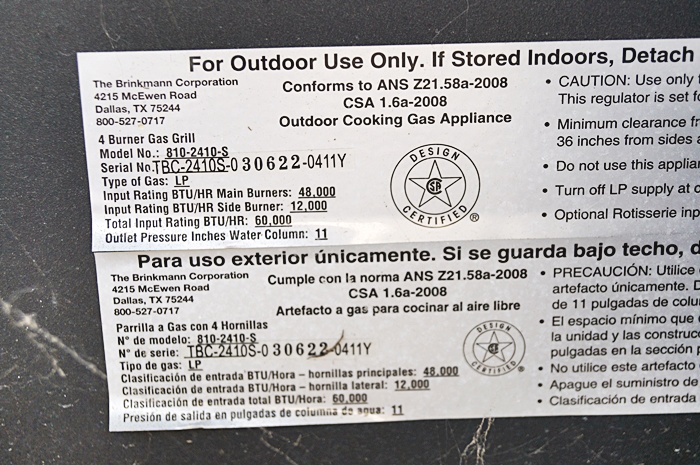 For Outdoor Use Only. If Stored Indoors, Detach
The Brinkmann Corporation
4215 McEwen Road
Dallas, TX 75244
800-527-0717
Conforms to ANS Z21.58a-2008
CSA 1.6a-2008
Outdoor Cooking Gas Appliance
4 Burner Gas Grill
Model No.: 810-2410-S
Serial No.: TBC-2410S-030622-0411Y
Type of Gas: LP
Input Rating BTU/HR Main Burners: 48,000
Input Rating BTU/HR Side Burner: 12,000
Total Input Rating BTU/HR: 60,000
Outlet Pressure Inches Water Column: 11
DESIGN
CERTIFIED
®
• CAUTION: Use only
This regulator is set
• Minimum clearance
36 inches from sides
• Do not use this
• Turn off LP supply at
• Optional Rotisserie
Para uso exterior únicamente. Si se guarda bajo techo,
The Brinkmann Corporation
4215 McEwen Road
Dallas, TX 75244
800-527-0717
Cumple con la norma ANS Z21.58a-2008
CSA 1.6a-2008
Artefacto a gas para cocinar al aire libre
Parrilla a Gas con 4 Hornillas
N° de modelo: 810-2410-S
N° de serie: TBC-2410S-030622-0411Y
Tipo de gas: LP
Clasificación de entrada BTU/Hora – hornillas principales: 48,000
Clasificación de entrada BTU/Hora – hornilla lateral: 12,000
Clasificación de entrada total BTU/Hora: 60,000
Presión de salida en pulgadas de columna de agua: 11
DESIGN
CERTIFIED
®
• PRECAUCIÓN: Utilice
artefacto únicamente.
de 11 pulgadas de
• El espacio mínimo que
la unidad y las
pulgadas en la sección
• No utilice este artefacto
• Apague el suministro de
• Clasificación de entrada